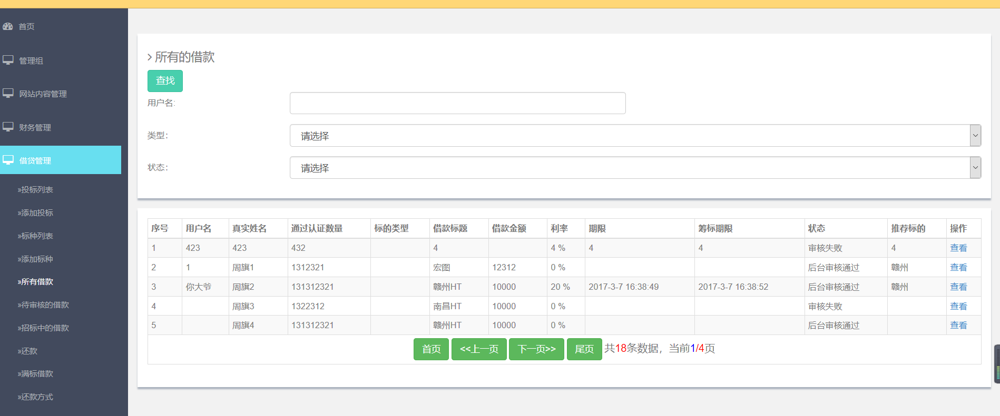 首页
管理组
网站内容管理
财务管理
借贷管理
»投标列表
»添加投标
»标种列表
»添加标种
»所有借款
»待审核的借款
»招标中的借款
»还款
»满标借款
»还款方式
所有的借款
查找
用户名:
类型：
请选择
状态：
请选择
序号 用户名 真实姓名 通过认证数量 标的类型 借款标题 借款金额 利率 期限 筹标期限 状态 推荐标的 操作
1 423 423 432 4 4 % 4 4 审核失败 4 查看
2 1 周旗1 1312321 宏图 12312 0 % 后台审核通过 赣州 查看
3 你大爷 周旗2 131312321 赣州HT 10000 20 % 2017-3-7 16:38:49 2017-3-7 16:38:52 后台审核通过 赣州 查看
4 周旗3 1322312 南昌HT 10000 0 % 审核失败 查看
5 周旗4 131312321 赣州HT 10000 0 % 后台审核通过 查看
首页 <<上一页 下一页>> 尾页 共18条数据，当前1/4页